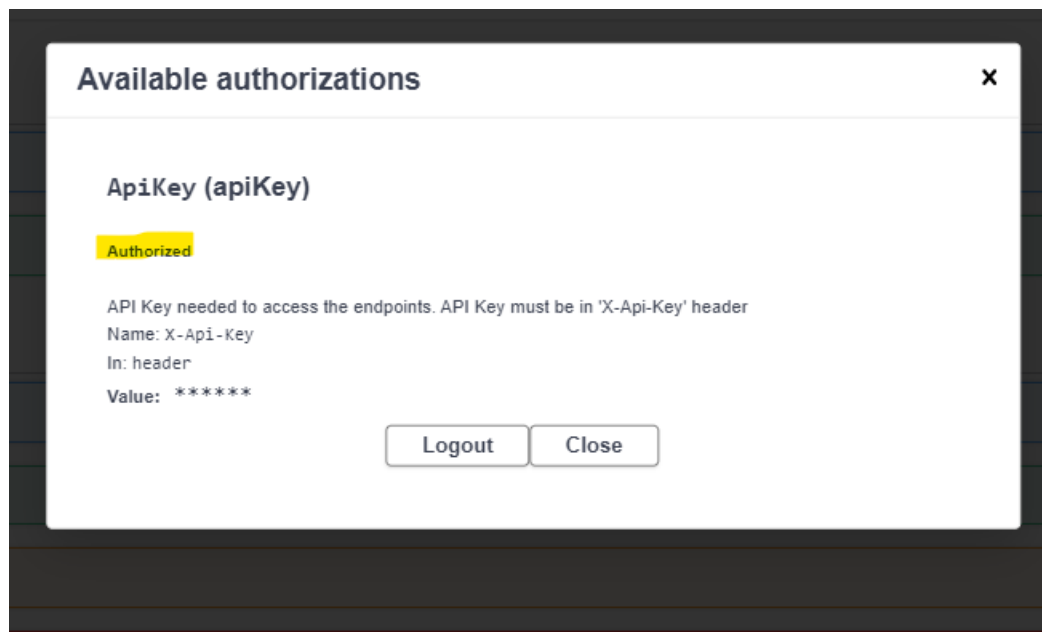 Available authorizations
×
ApiKey (apiKey)
Authorized
API Key needed to access the endpoints. API Key must be in 'X-Api-Key' header
Name: X-Api-Key
In: header
Value: ******
Logout Close